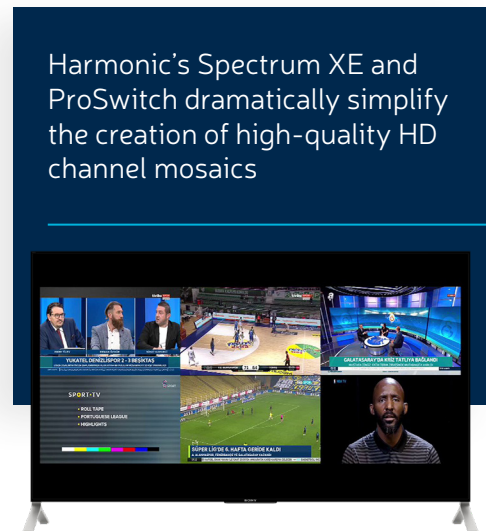 Harmonic's Spectrum XE and
ProSwitch dramatically simplify
the creation of high-quality HD
channel mosaics
YUKATEL DENİZLİSPOR 2 - 3 BEŞİKTAŞ
GALATASARAY'DA KRİZ TATLIYA BAĞLANDI
SPORT·TV
• ROLL TAPE
• PORTUGUESE LEAGUE
• HIGHLIGHTS
SÜPER LİG'DE 6. HAFTA GERİDE KALDI
SONY